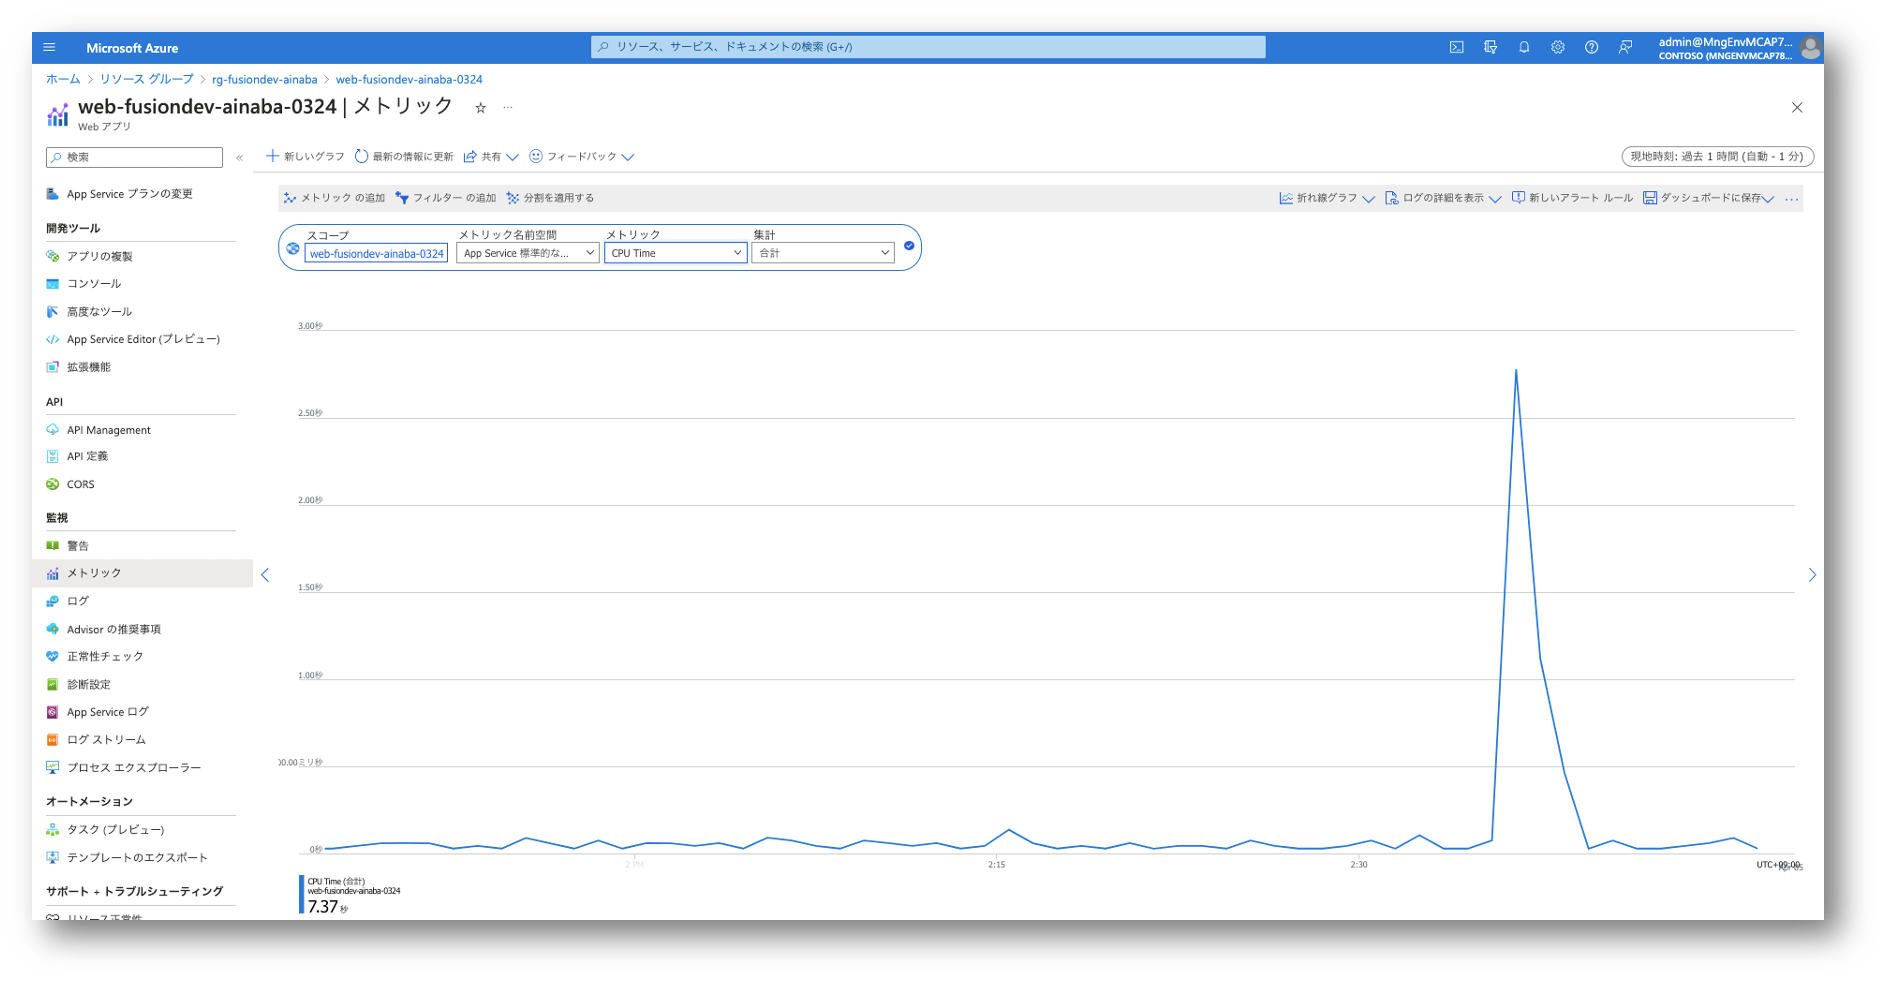 Microsoft Azure
リソース、サービス、ドキュメントの検索 (G+/)
admin@MngEnvMCAP7...
CONTOSO (MNGENVMCAP78...
ホーム > リソース グループ > rg-fusiondev-ainaba > web-fusiondev-ainaba-0324
web-fusiondev-ainaba-0324 | メトリック ☆ ...
Web アプリ
検索
«
新しいグラフ 最新の情報に更新 共有 フィードバック
現地時刻: 過去 1 時間 (自動 - 1 分)
App Service プランの変更
開発ツール
アプリの複製
コンソール
高度なツール
App Service Editor (プレビュー)
拡張機能
API
API Management
API 定義
CORS
監視
警告
メトリック
ログ
Advisor の推奨事項
正常性チェック
診断設定
App Service ログ
ログ ストリーム
プロセス エクスプローラー
オートメーション
タスク (プレビュー)
テンプレートのエクスポート
サポート + トラブルシューティング
リソース正常性
メトリック の追加 フィルター の追加 分割を適用する
折れ線グラフ ログの詳細を表示 新しいアラート ルール ダッシュボードに保存 ...
スコープ メトリック名前空間 メトリック 集計
web-fusiondev-ainaba-0324 App Service 標準的な... CPU Time 合計
3.00秒
2.50秒
2.00秒
1.50秒
1.00秒
00.00ミリ秒
0秒
2 PM 2:15 2:30 UTC+09:00
CPU Time (合計)
web-fusiondev-ainaba-0324
7.37 秒